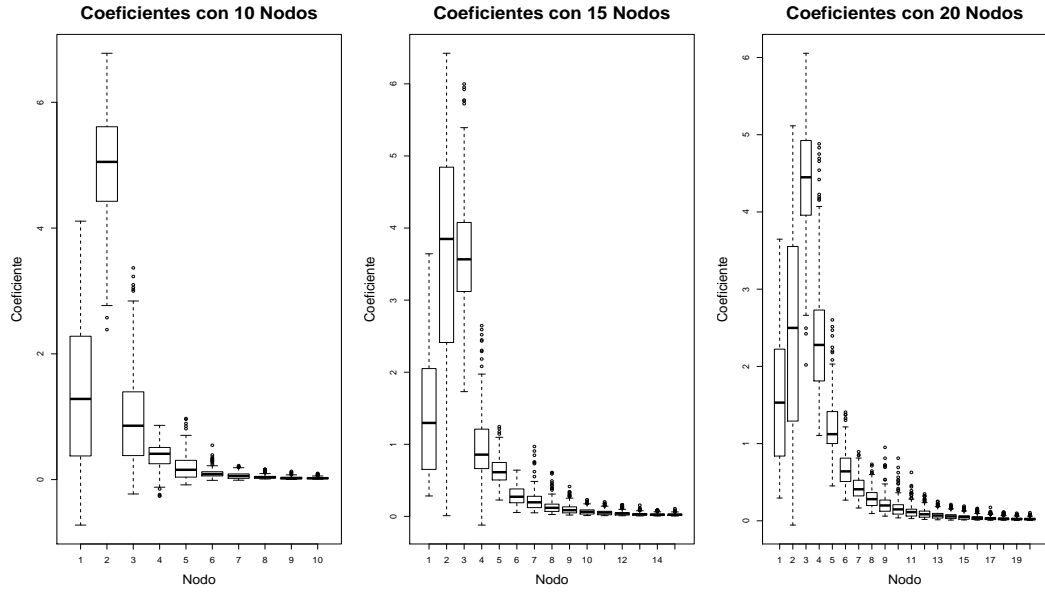 Coeficientes con 10 Nodos
Coeficiente
6
4
2
0
1 2 3 4 5 6 7 8 9 10
Nodo
Coeficientes con 15 Nodos
Coeficiente
6
5
4
3
2
1
0
1 2 3 4 5 6 7 8 9 10 12 14
Nodo
Coeficientes con 20 Nodos
Coeficiente
6
5
4
3
2
1
0
1 2 3 4 5 6 7 8 9 11 13 15 17 19
Nodo